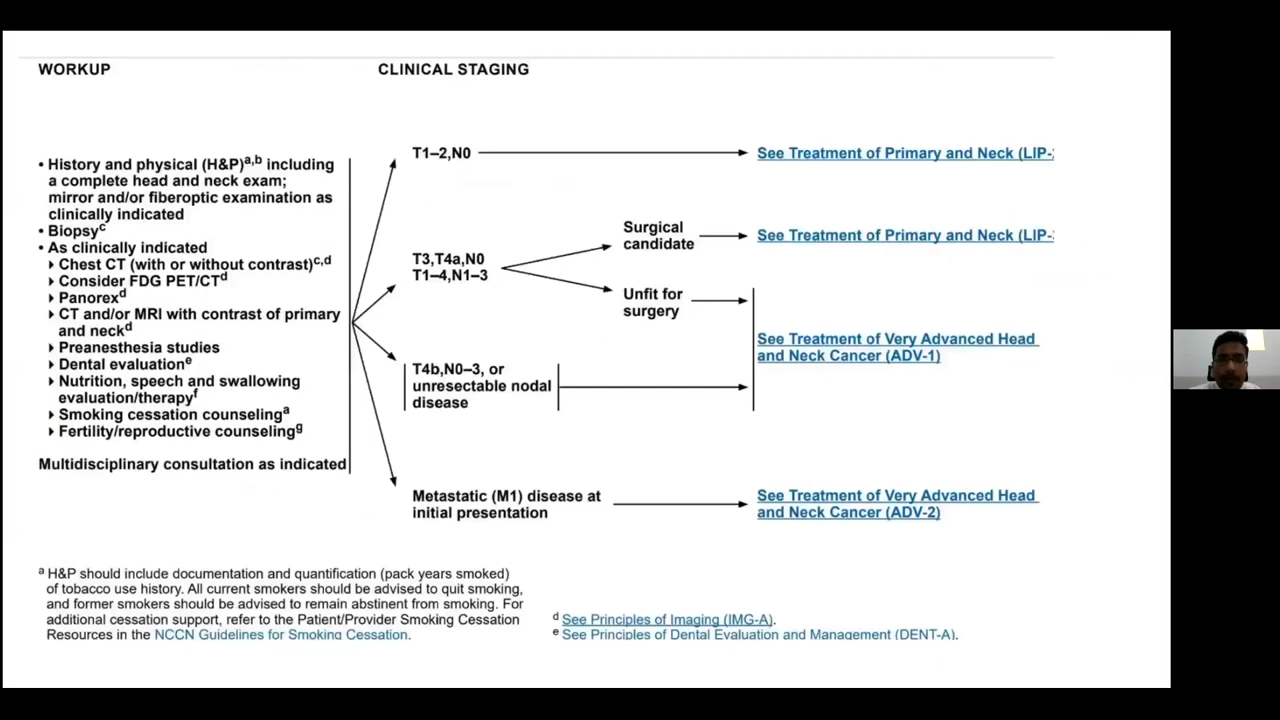 WORKUP
CLINICAL STAGING
• History and physical (H&P)a,b including
a complete head and neck exam;
mirror and/or fiberoptic examination as
clinically indicated
• Biopsyc
• As clinically indicated
Chest CT (with or without contrast)c,d
Consider FDG PET/CTd
Panorexd
CT and/or MRI with contrast of primary
and neckd
Preanesthesia studies
Dental evaluatione
Nutrition, speech and swallowing
evaluation/therapyf
Smoking cessation counselinga
Fertility/reproductive counselingg
Multidisciplinary consultation as indicated
T1–2,N0
See Treatment of Primary and Neck (LIP-
T3,T4a,N0
T1–4,N1–3
Surgical
candidate
See Treatment of Primary and Neck (LIP-
Unfit for
surgery
T4b,N0–3, or
unresectable nodal
disease
See Treatment of Very Advanced Head
and Neck Cancer (ADV-1)
Metastatic (M1) disease at
initial presentation
See Treatment of Very Advanced Head
and Neck Cancer (ADV-2)
a H&P should include documentation and quantification (pack years smoked)
of tobacco use history. All current smokers should be advised to quit smoking,
and former smokers should be advised to remain abstinent from smoking. For
additional cessation support, refer to the Patient/Provider Smoking Cessation
Resources in the NCCN Guidelines for Smoking Cessation.
d See Principles of Imaging (IMG-A).
e See Principles of Dental Evaluation and Management (DENT-A).